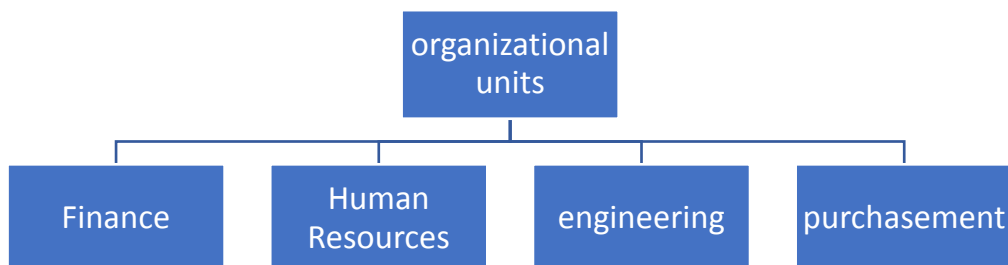 organizational
units
Finance
Human
Resources
engineering
purchasement